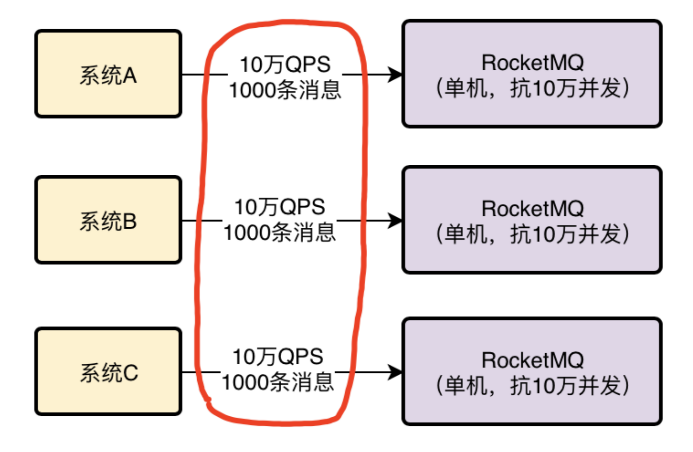 系统A
10万QPS
1000条消息
RocketMQ
（单机，抗10万并发）
系统B
10万QPS
1000条消息
RocketMQ
（单机，抗10万并发）
系统C
10万QPS
1000条消息
RocketMQ
（单机，抗10万并发）